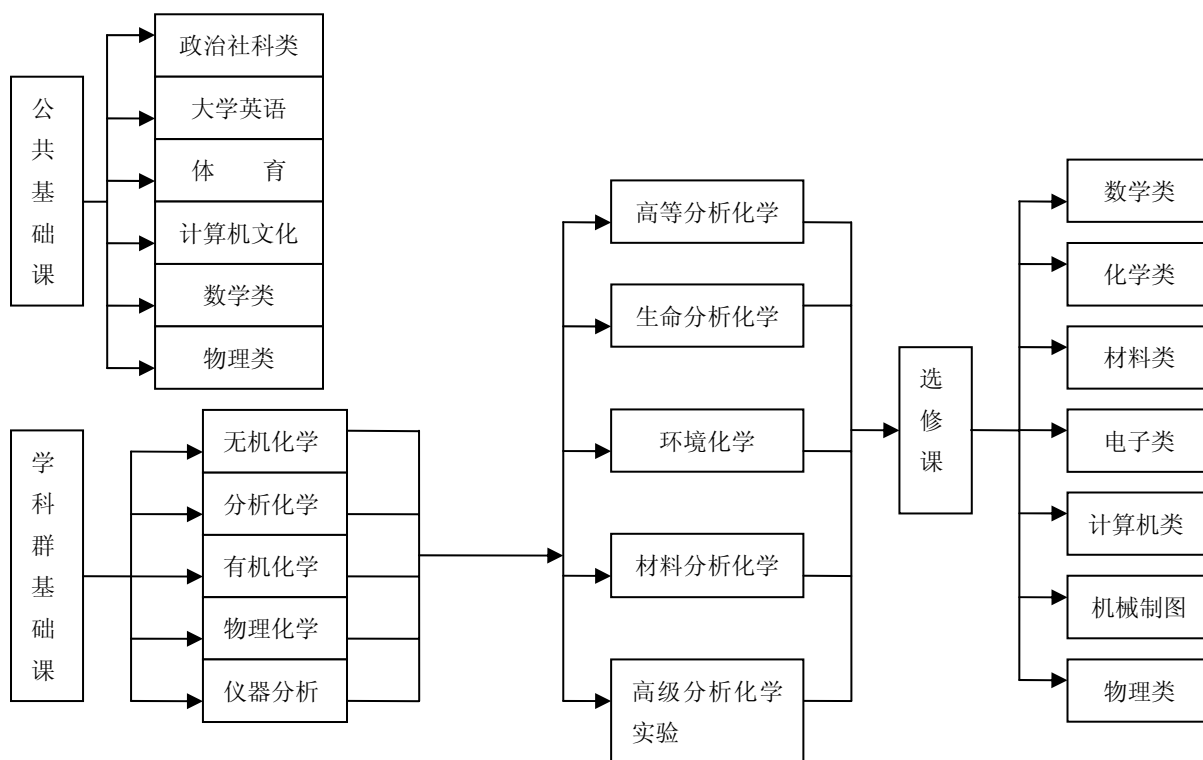 公共基础课
政治社科类
大学英语
体 育
计算机文化
数学类
物理类
学科群基础课
无机化学
分析化学
有机化学
物理化学
仪器分析
高等分析化学
生命分析化学
环境化学
材料分析化学
高级分析化学
实验
选修课
数学类
化学类
材料类
电子类
计算机类
机械制图
物理类